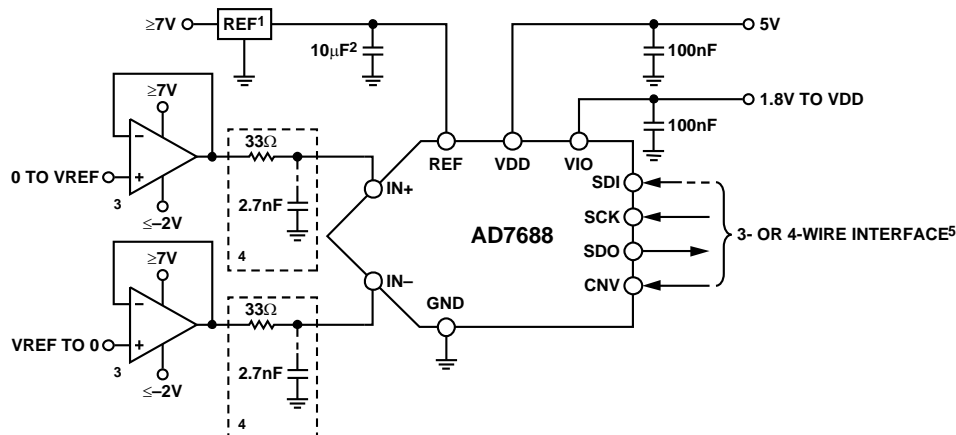 ≥7V
REF1
10μF2
100nF
5V
1.8V TO VDD
100nF
≥7V
–
+
0 TO VREF
3
≤–2V
33Ω
2.7nF
4
REF
VDD
VIO
IN+
IN–
AD7688
GND
SDI
SCK
SDO
CNV
3- OR 4-WIRE INTERFACE5
≥7V
–
+
VREF TO 0
3
≤–2V
33Ω
2.7nF
4